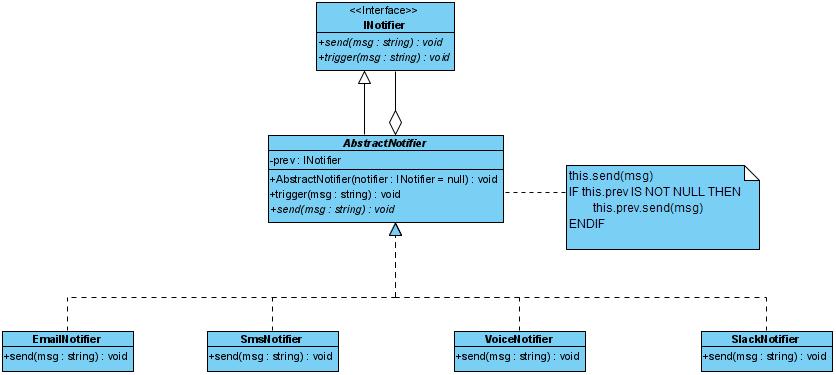 <<Interface>>
INotifier
+send(msg : string) : void
+trigger(msg : string) : void
AbstractNotifier
-prev : INotifier
+AbstractNotifier(notifier : INotifier = null) : void
+trigger(msg : string) : void
+send(msg : string) : void
this.send(msg)
IF this.prev IS NOT NULL THEN
this.prev.send(msg)
ENDIF
EmailNotifier
+send(msg : string) : void
SmsNotifier
+send(msg : string) : void
VoiceNotifier
+send(msg : string) : void
SlackNotifier
+send(msg : string) : void